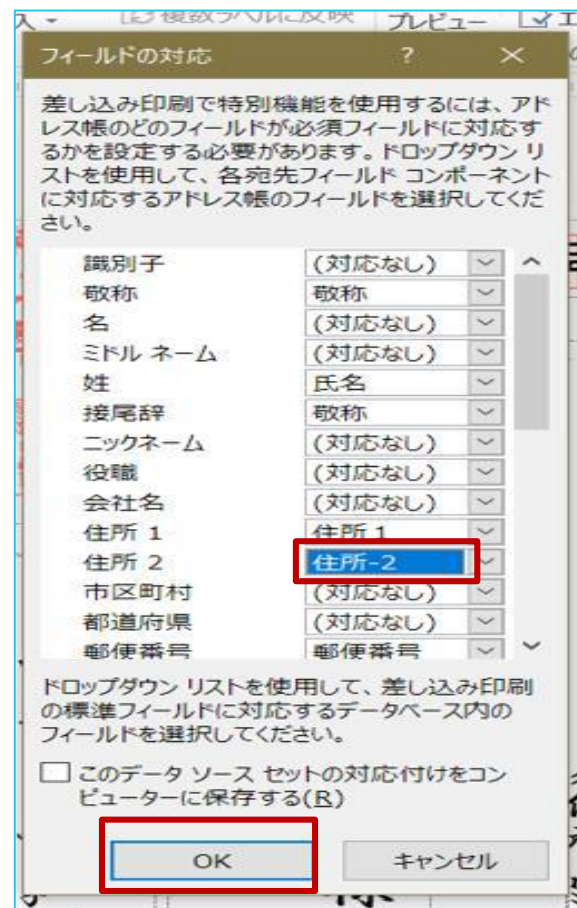 複数ラベルに反映 プレビュー
フィールドの対応 ? ×
差し込み印刷で特別機能を使用するには、アド
レス帳のどのフィールドが必須フィールドに対応す
るかを設定する必要があります。ドロップダウン リ
ストを使用して、各宛先フィールド コンポーネント
に対応するアドレス帳のフィールドを選択してくだ
さい。
識別子 (対応なし)
敬称 敬称
名 (対応なし)
ミドル ネーム (対応なし)
姓 氏名
接尾辞 敬称
ニックネーム (対応なし)
役職 (対応なし)
会社名 (対応なし)
住所 1 住所1
住所 2 住所-2
市区町村 (対応なし)
都道府県 (対応なし)
郵便番号 郵便番号
ドロップダウン リストを使用して、差し込み印刷
の標準フィールドに対応するデータベース内の
フィールドを選択してください。
このデータ ソース セットの対応付けをコン
ピューターに保存する(R)
OK キャンセル